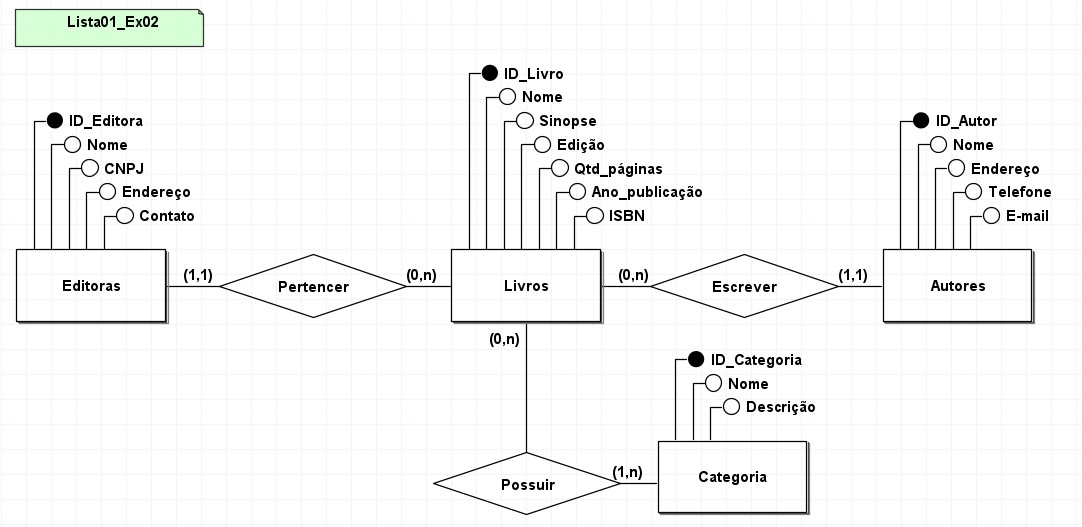 Lista01_Ex02
ID_Editora
Nome
CNPJ
Endereço
Contato
Editoras
(1,1)
Pertencer
(0,n)
ID_Livro
Nome
Sinopse
Edição
Qtd_páginas
Ano_publicação
ISBN
Livros
(0,n)
Escrever
(1,1)
ID_Autor
Nome
Endereço
Telefone
E-mail
Autores
(0,n)
Possuir
(1,n)
ID_Categoria
Nome
Descrição
Categoria